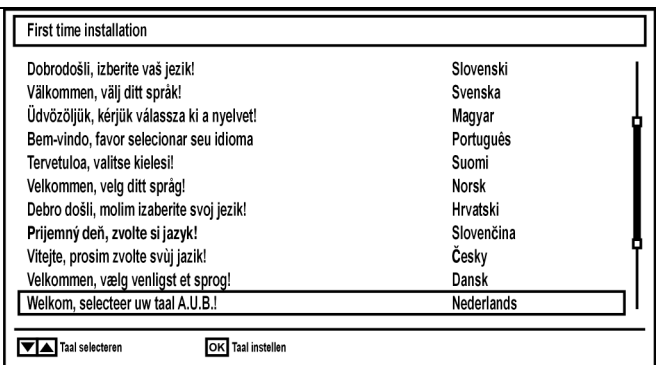 First time installation
Dobrodošli, izberite vaš jezik! Slovenski
Välkommen, välj ditt språk! Svenska
Üdvözöljük, kérjük válassza ki a nyelvet! Magyar
Bem-vindo, favor selecionar seu idioma Português
Tervetuloa, valitse kielesi! Suomi
Velkommen, velg ditt språg! Norsk
Debro došli, molim izaberite svoj jezik! Hrvatski
Prijemný deň, zvolte si jazyk! Slovenčina
Vitejte, prosim zvolte svùj jazik! Česky
Velkommen, vælg venligst et sprog! Dansk
Welkom, selecteer uw taal A.U.B.! Nederlands
▼▲ Taal selecteren OK Taal instellen